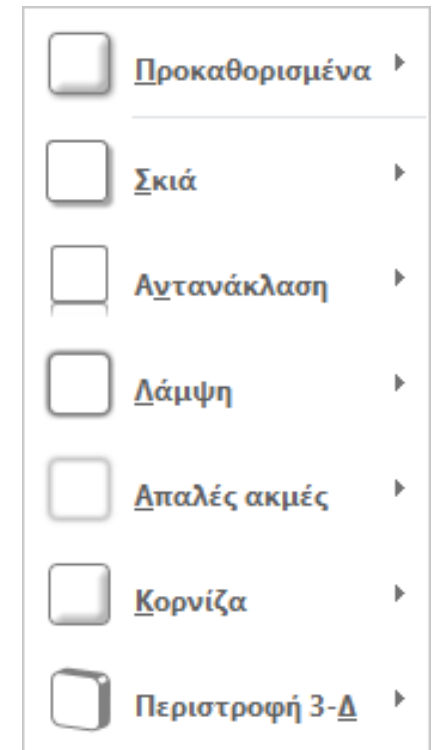 Προκαθορισμένα
Σκιά
Αντανάκλαση
Λάμψη
Απαλές ακμές
Κορνίζα
Περιστροφή 3-Δ